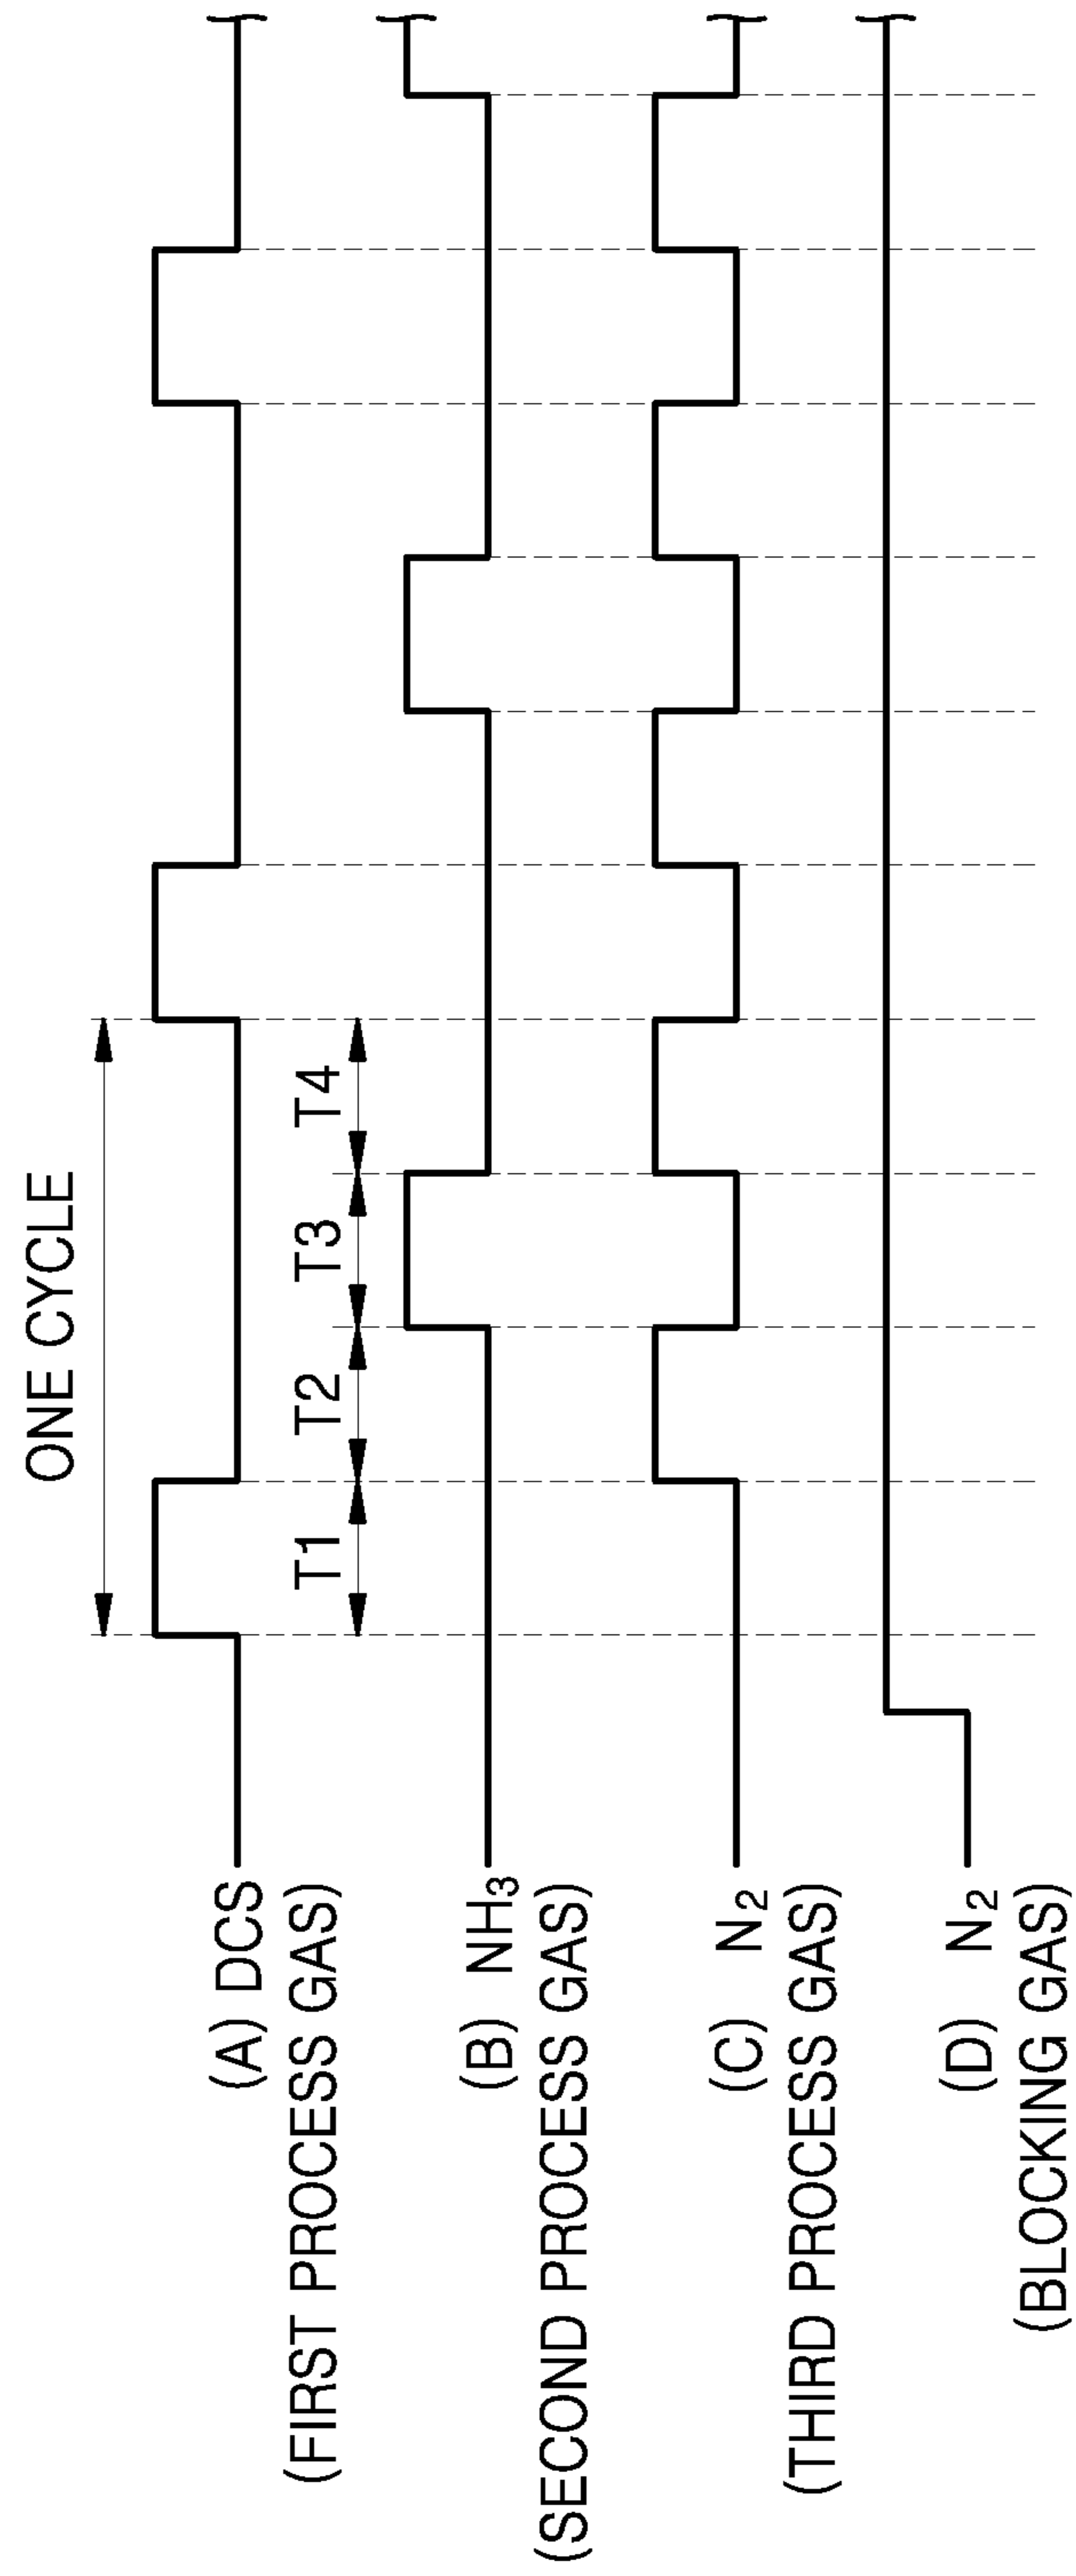 ONE CYCLE
T1 T2 T3 T4
(A) DCS
(FIRST PROCESS GAS)
(B) NH₃
(SECOND PROCESS GAS)
(C) N₂
(THIRD PROCESS GAS)
(D) N₂
(BLOCKING GAS)